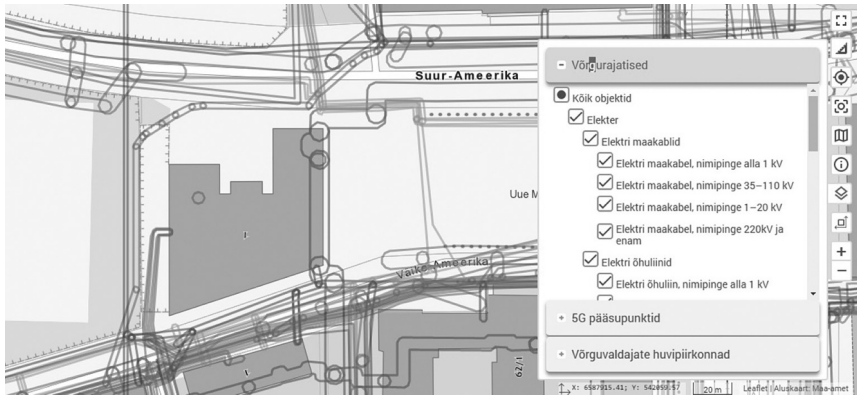 Suur-Ameerika
Uue M
Väike-Ameerika
1/29
Võrgurajatised
Kõik objektid
Elekter
Elektri maakablid
Elektri maakabel, nimipinge alla 1 kV
Elektri maakabel, nimipinge 35–110 kV
Elektri maakabel, nimipinge 1–20 kV
Elektri maakabel, nimipinge 220kV ja
enam
Elektri õhuliinid
Elektri õhuliin, nimipinge alla 1 kV
5G pääsupunktid
Võrguvaldajate huvipiirkonnad
20 m
Leaflet | Aluskaart: Maa-amet